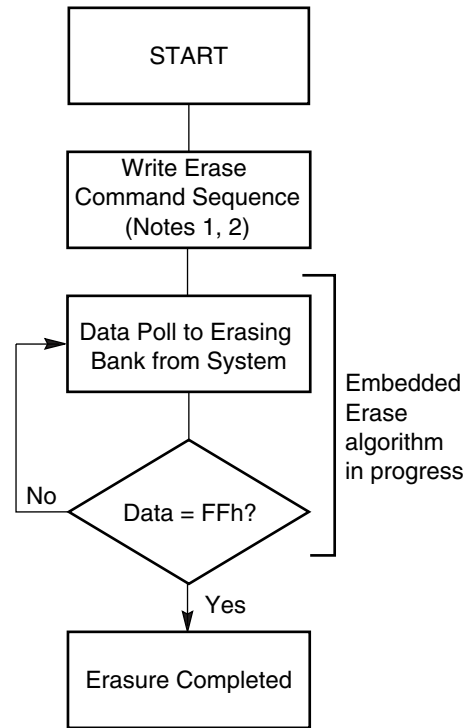 START
Write Erase
Command Sequence
(Notes 1, 2)
Data Poll to Erasing
Bank from System
Embedded
Erase
algorithm
in progress
No
Data = FFh?
Yes
Erasure Completed